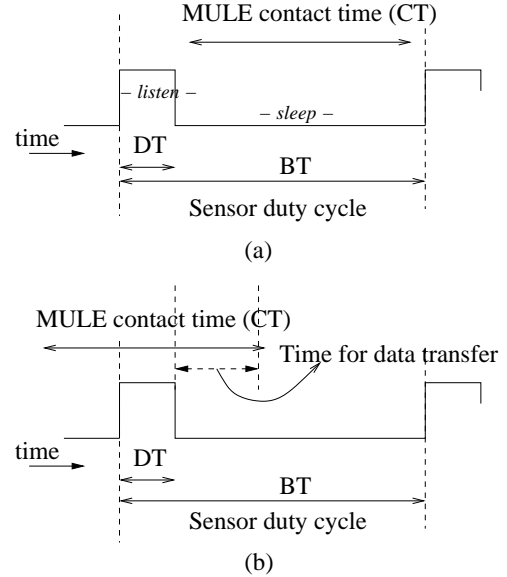 MULE contact time (CT)
– listen –
– sleep –
time
DT
BT
Sensor duty cycle
(a)
MULE contact time (CT)
Time for data transfer
time
DT
BT
Sensor duty cycle
(b)